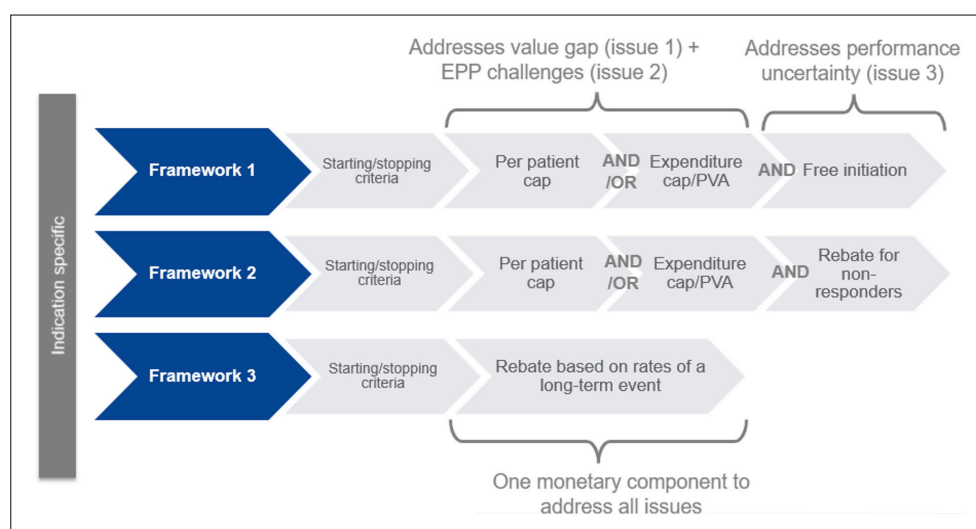 Addresses value gap (issue 1) +
EPP challenges (issue 2)
Addresses performance
uncertainty (issue 3)
Indication specific
Framework 1
Starting/stopping
criteria
Per patient
cap
AND
/OR
Expenditure
cap/PVA
AND
Free initiation
Framework 2
Starting/stopping
criteria
Per patient
cap
AND
/OR
Expenditure
cap/PVA
AND
Rebate for
non-
responders
Framework 3
Starting/stopping
criteria
Rebate based on rates of a
long-term event
One monetary component to
address all issues